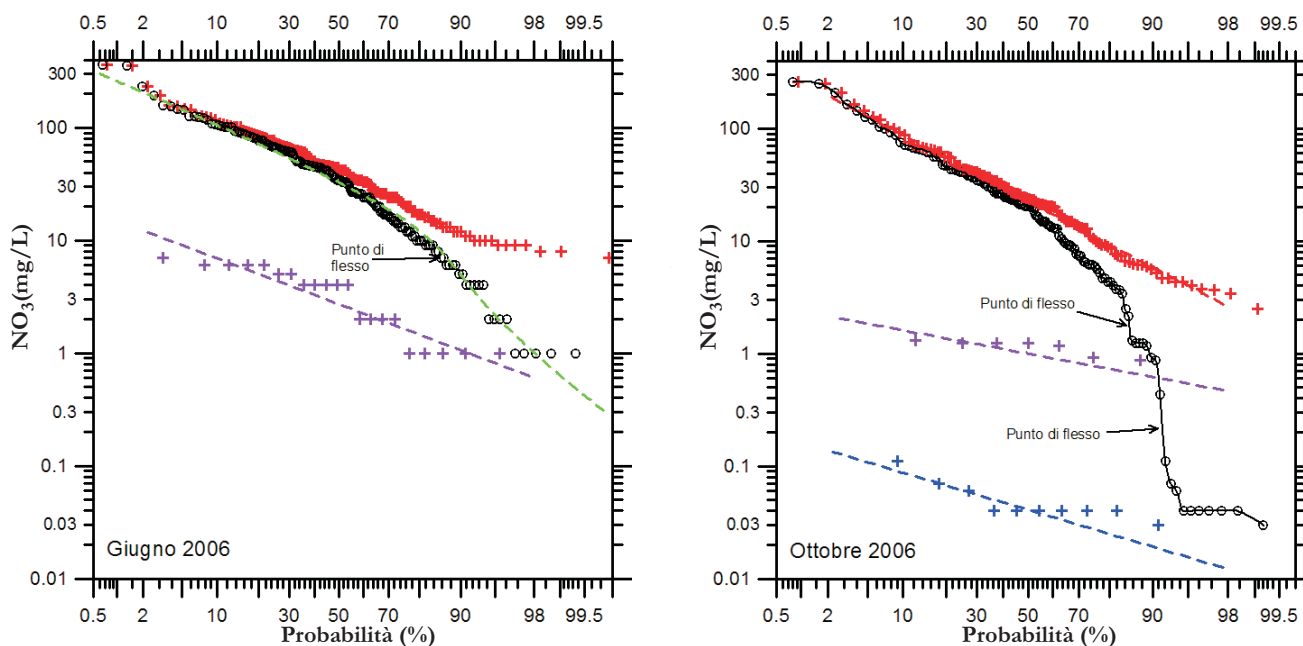 0.5 2 10 30 50 70 90 98 99.5
300
100
30
10
3
1
0.3
0.1
0.03
0.01
NO3(mg/L)
Punto di
flesso
Giugno 2006
0.5 2 10 30 50 70 90 98 99.5
Probabilità (%)
0.5 2 10 30 50 70 90 98 99.5
300
100
30
10
3
1
0.3
0.1
0.03
0.01
NO3(mg/L)
Punto di flesso
Punto di flesso
Ottobre 2006
0.5 2 10 30 50 70 90 98 99.5
Probabilità (%)